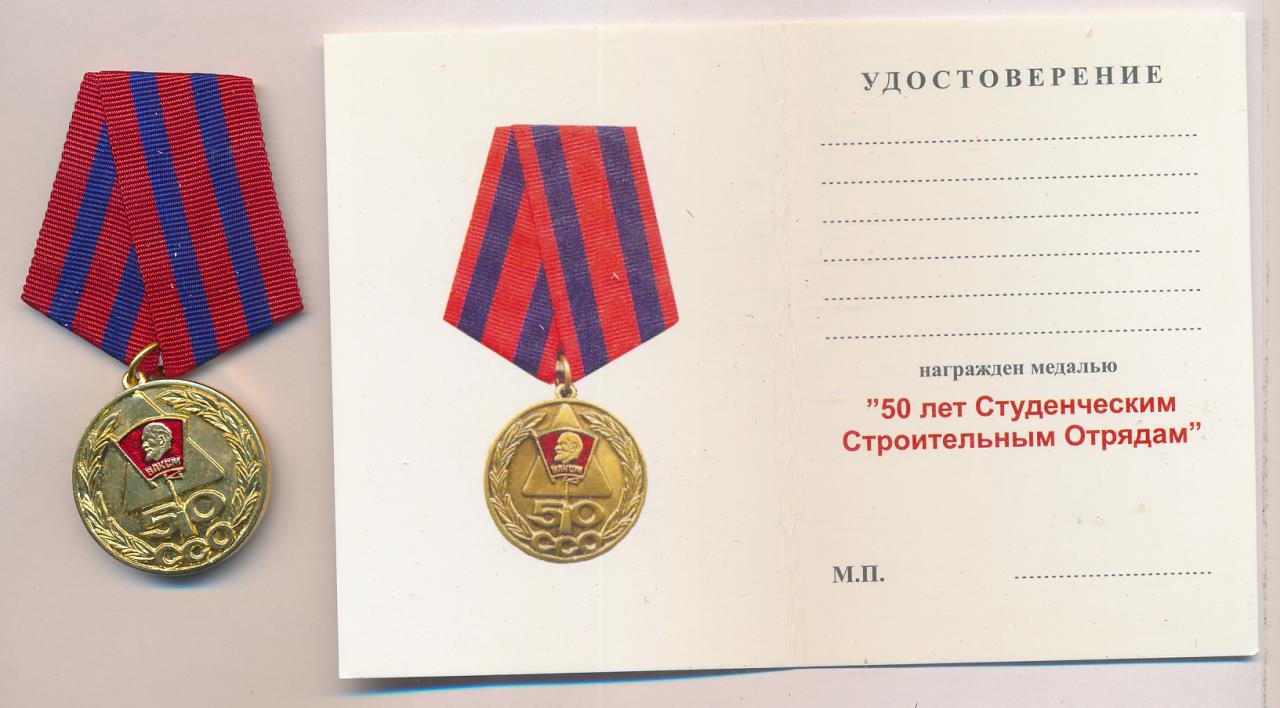 ВЛКСМ
50
ССО
ВЛКСМ
50
ССО
УДОСТОВЕРЕНИЕ
награжден медалью
”50 лет Студенческим
Строительным Отрядам”
М.П.